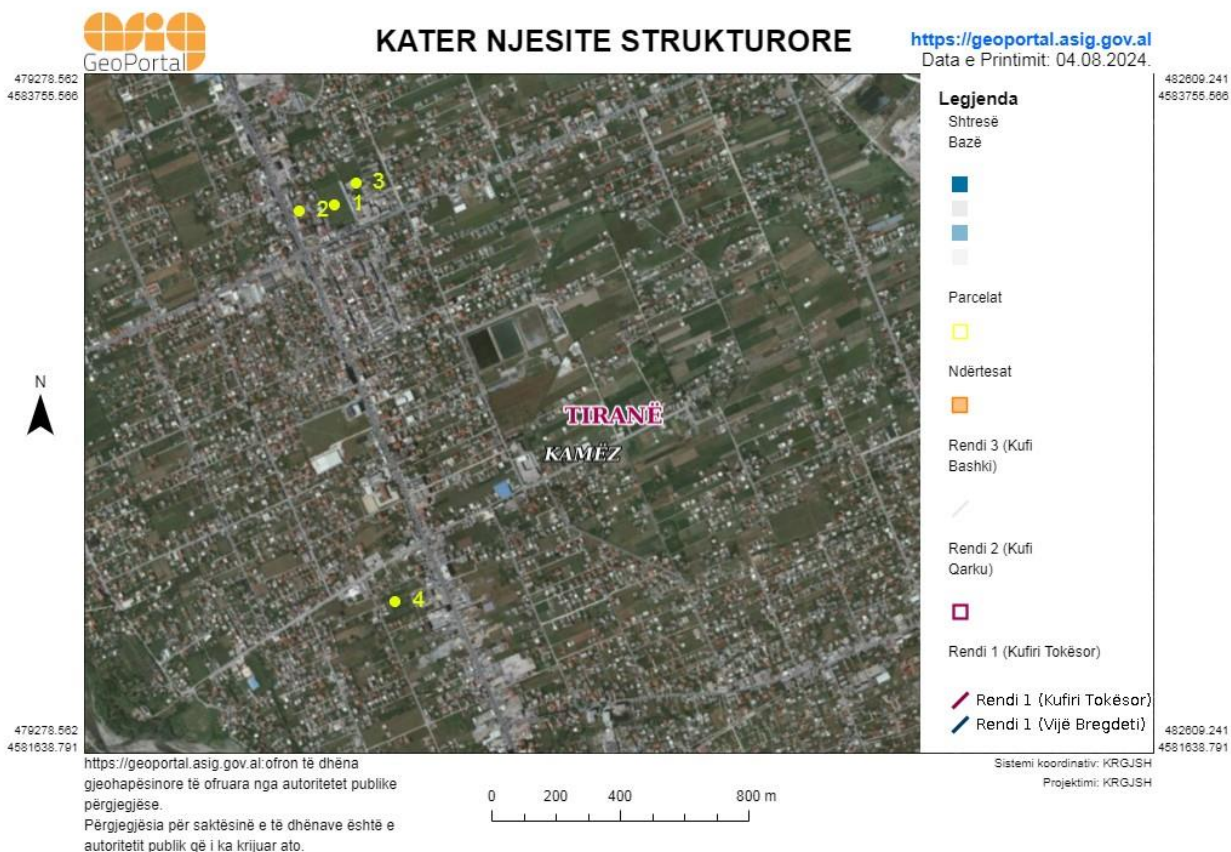 asig
GeoPortal
KATER NJESITE STRUKTURORE
https://geoportal.asig.gov.al
Data e Printimit: 04.08.2024.
479278.562
4583755.566
482609.241
4583755.566
3
2
1
TIRANË
KAMËZ
4
N
Legjenda
Shtresë
Bazë
Parcelat
Ndërtesat
Rendi 3 (Kufi
Bashki)
Rendi 2 (Kufi
Qarku)
Rendi 1 (Kufiri Tokësor)
Rendi 1 (Kufiri Tokësor)
Rendi 1 (Vijë Bregdeti)
479278.562
4581638.791
482609.241
4581638.791
https://geoportal.asig.gov.al:ofron të dhëna
gjeohapësinore të ofruara nga autoritetet publike
përgjegjëse.
Përgjegjësia për saktësinë e të dhënave është e
autoritetit publik që i ka krijuar ato.
0 200 400 800 m
Sistemi koordinativ: KRGJSH
Projektimi: KRGJSH